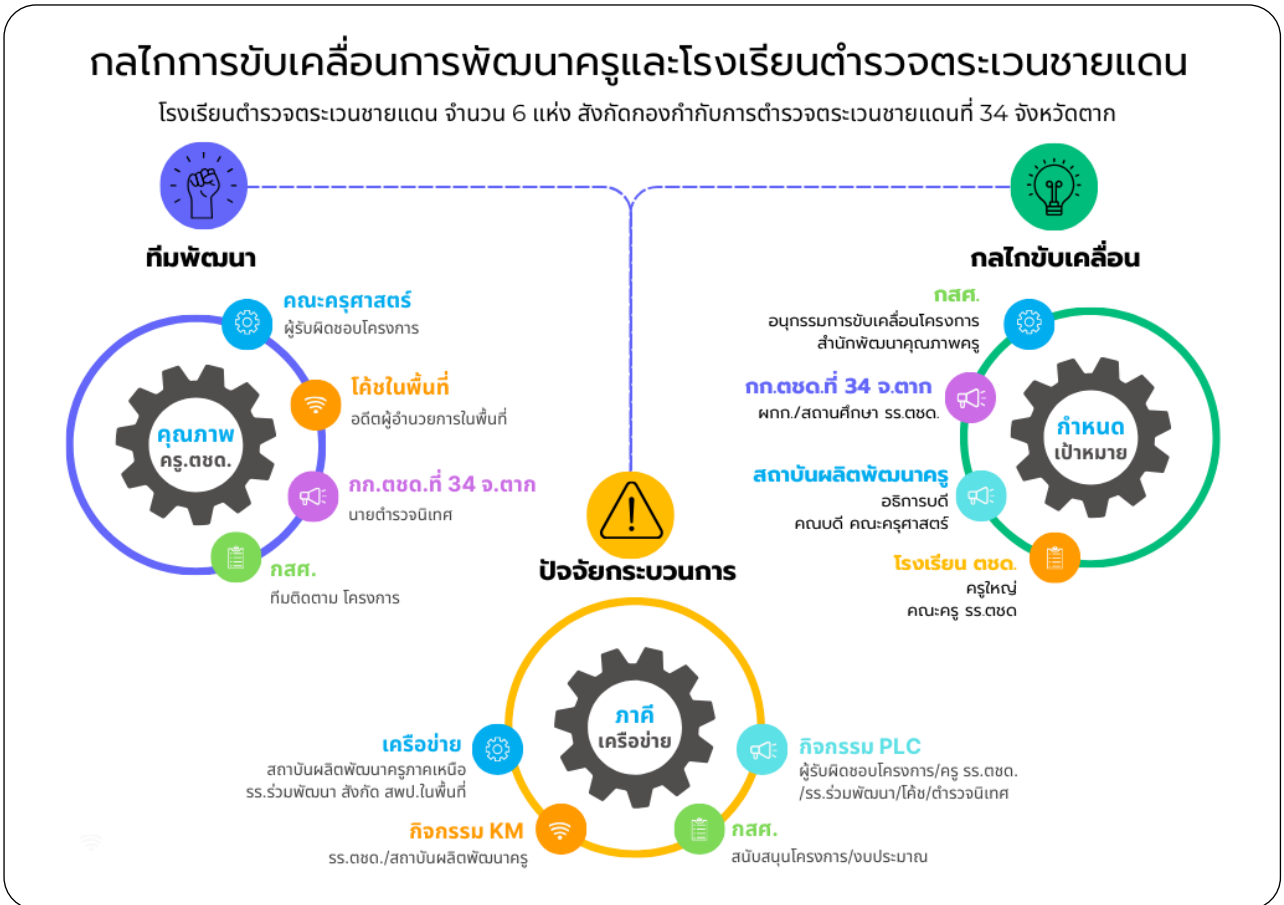 กลไกการขับเคลื่อนการพัฒนาครูและโรงเรียนตำรวจตระเวนชายแดน
โรงเรียนตำรวจตระเวนชายแดน จำนวน 6 แห่ง สังกัดกองกำกับการตำรวจตระเวนชายแดนที่ 34 จังหวัดตาก
ทีมพัฒนา
คณะครุศาสตร์
ผู้รับผิดชอบโครงการ
โค้ชในพื้นที่
อดีตผู้อำนวยการในพื้นที่
คุณภาพ
ครู.ตชด.
กก.ตชด.ที่ 34 จ.ตาก
นายตำรวจนิเทศ
กสศ.
ทีมติดตาม โครงการ
กลไกขับเคลื่อน
กสศ.
อนุกรรมการขับเคลื่อนโครงการ
สำนักพัฒนาคุณภาพครู
กก.ตชด.ที่ 34 จ.ตาก
ผกก./สถานศึกษา รร.ตชด.
กำหนด
เป้าหมาย
สถาบันผลิตพัฒนาครู
อธิการบดี
คณบดี คณะครุศาสตร์
โรงเรียน ตชด.
ครูใหญ่
คณะครู รร.ตชด
ปัจจัยกระบวนการ
ภาคี
เครือข่าย
เครือข่าย
สถาบันผลิตพัฒนาครูภาคเหนือ
รร.ร่วมพัฒนา สังกัด สพป.ในพื้นที่
กิจกรรม KM
รร.ตชด./สถาบันผลิตพัฒนาครู
กิจกรรม PLC
ผู้รับผิดชอบโครงการ/ครู รร.ตชด.
/รร.ร่วมพัฒนา/โค้ช/ตำรวจนิเทศ
กสศ.
สนับสนุนโครงการ/งบประมาณ